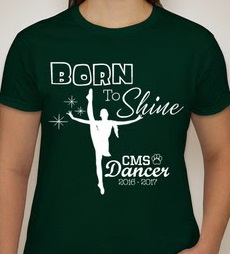 BORN
To
Shine
CMS
Dancer
2016 - 2017